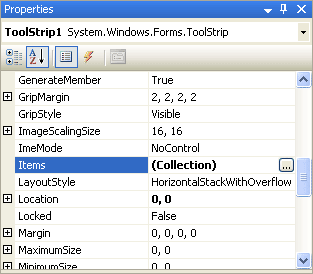 Properties
ToolStrip1 System.Windows.Forms.ToolStrip
GenerateMember True
GripMargin 2, 2, 2, 2
GripStyle Visible
ImageScalingSize 16, 16
ImeMode NoControl
Items (Collection) ...
LayoutStyle HorizontalStackWithOverflow
Location 0, 0
Locked False
Margin 0, 0, 0, 0
MaximumSize 0, 0
MinimumSize 0, 0